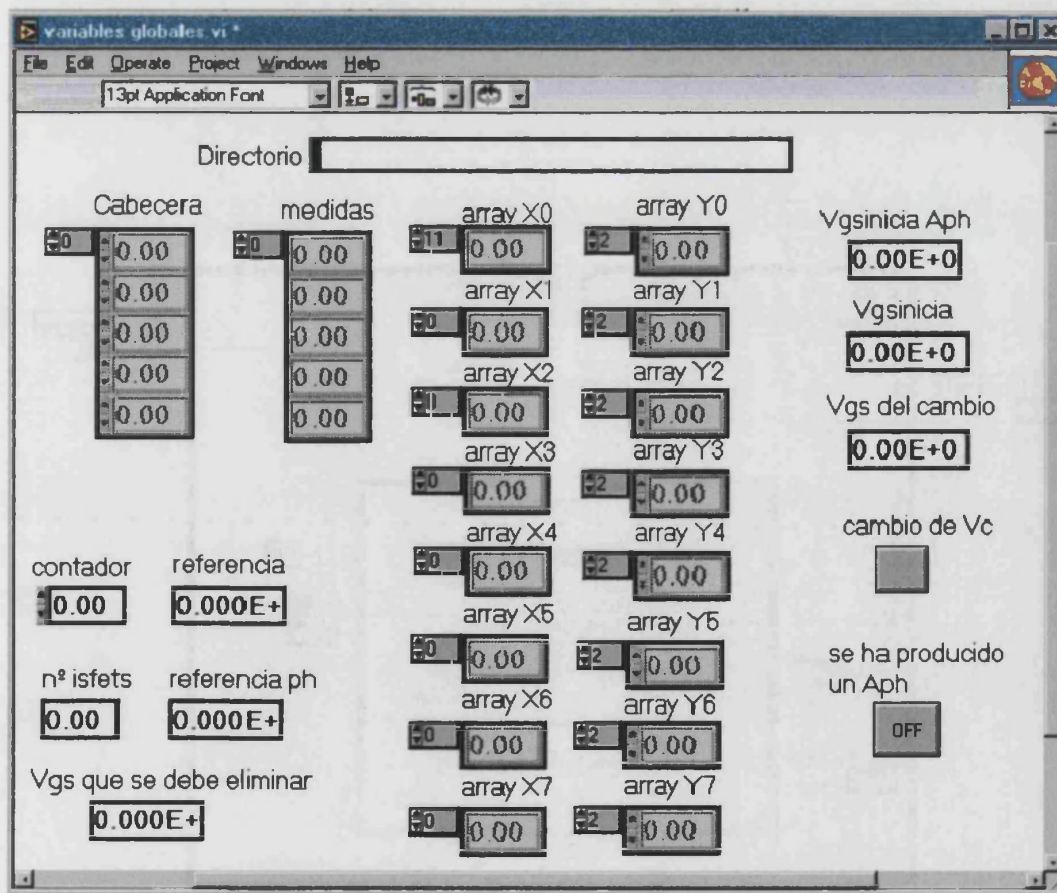 variables globales.vi *
File Edit Operate Project Windows Help
13pt Application Font
Directorio
Cabecera
0
0.00
0.00
0.00
0.00
0.00
medidas
0
0.00
0.00
0.00
0.00
0.00
array X0
11
0.00
array Y0
2
0.00
array X1
0
0.00
array Y1
2
0.00
array X2
0.00
array Y2
2
0.00
array X3
0
0.00
array Y3
2
0.00
array X4
0
0.00
array Y4
2
0.00
array X5
0
0.00
array Y5
2
0.00
array X6
0
0.00
array Y6
2
0.00
array X7
0
0.00
array Y7
2
0.00
Vgsinicia Aph
0.00E+0
Vgsinicia
0.00E+0
Vgs del cambio
0.00E+0
cambio de Vc
se ha producido
un Aph
OFF
contador
0.00
referencia
0.000E+
nº isfets
0.00
referencia ph
0.000E+
Vgs que se debe eliminar
0.000E+